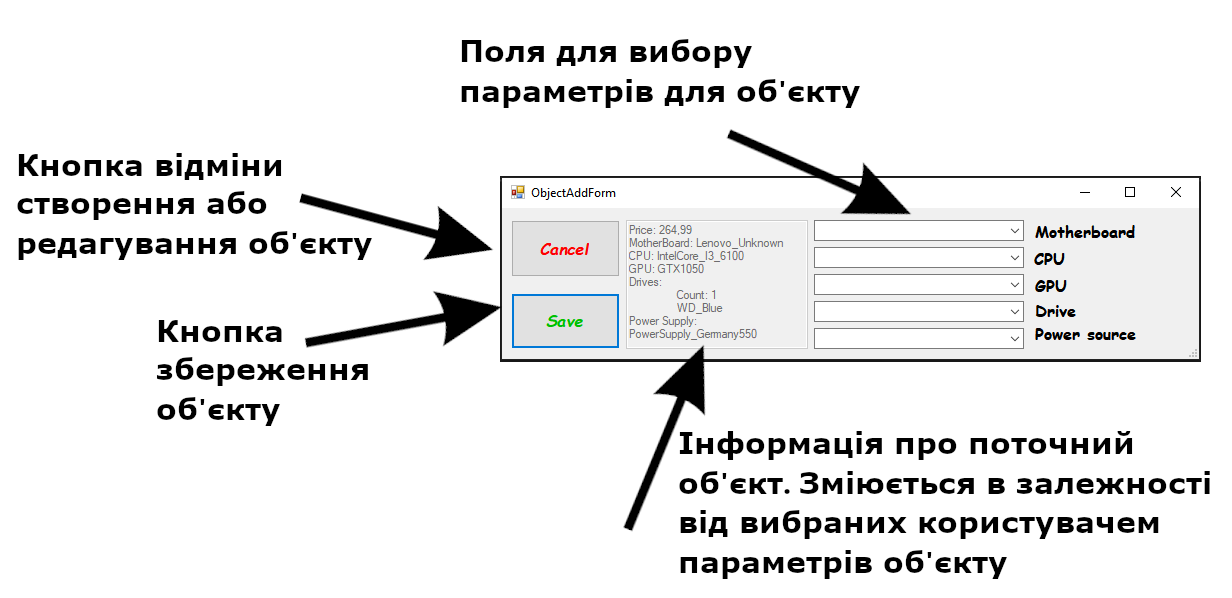 Поля для вибору
параметрів для об'єкту
Кнопка відміни
створення або
редагування об'єкту
ObjectAddForm
Cancel
Save
Price: 264,99
MotherBoard: Lenovo_Unknown
CPU: IntelCore_I3_6100
GPU: GTX1050
Drives:
Count: 1
WD_Blue
Power Supply:
PowerSupply_Germany550
Motherboard
CPU
GPU
Drive
Power source
Кнопка
збереження
об'єкту
Інформація про поточний
об'єкт. Зміюється в залежності
від вибраних користувачем
параметрів об'єкту